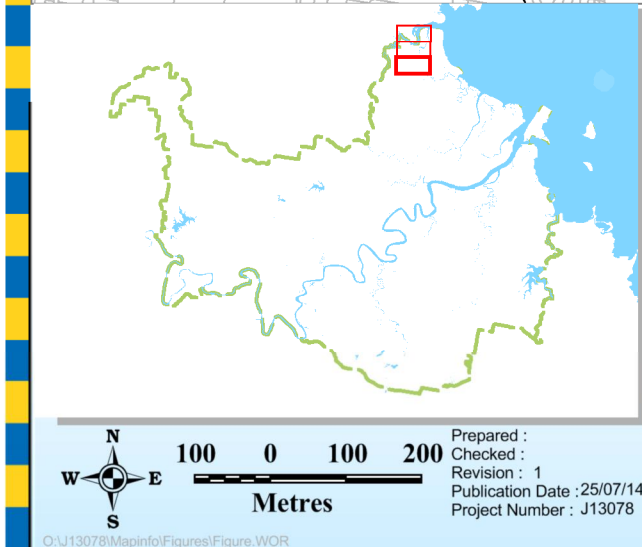 N
W E
S
100 0 100 200
Metres
Prepared :
Checked :
Revision : 1
Publication Date : 25/07/14
Project Number : J13078
O:\J13078\Mapinfo\Figures\Figure.WOR